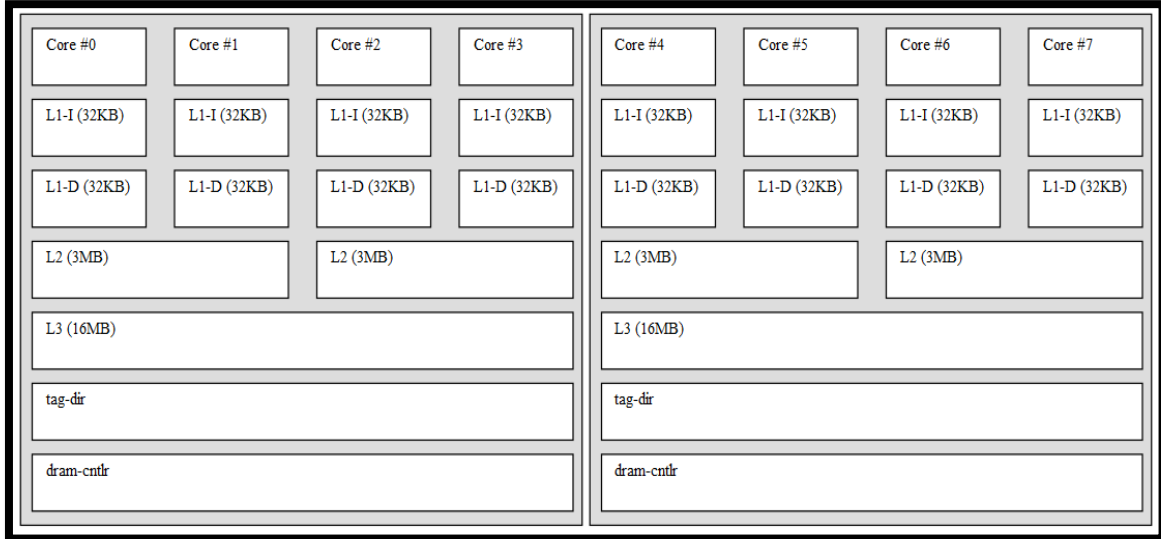 Core #0 Core #1 Core #2 Core #3 Core #4 Core #5 Core #6 Core #7
L1-I (32KB) L1-I (32KB) L1-I (32KB) L1-I (32KB) L1-I (32KB) L1-I (32KB) L1-I (32KB) L1-I (32KB)
L1-D (32KB) L1-D (32KB) L1-D (32KB) L1-D (32KB) L1-D (32KB) L1-D (32KB) L1-D (32KB) L1-D (32KB)
L2 (3MB) L2 (3MB) L2 (3MB) L2 (3MB)
L3 (16MB) L3 (16MB)
tag-dir tag-dir
dram-cntlr dram-cntlr